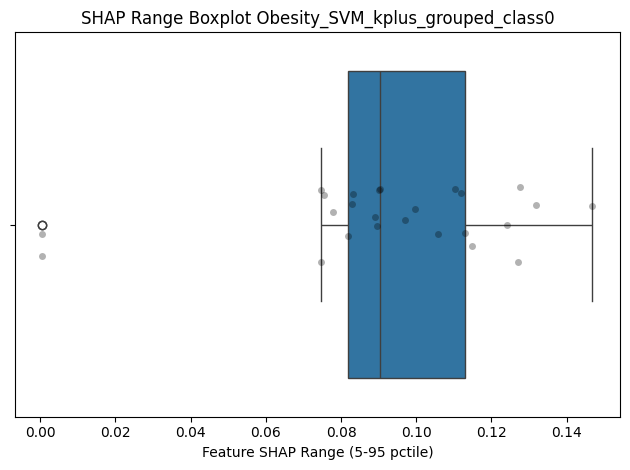 SHAP Range Boxplot Obesity_SVM_kplus_grouped_class0
0.00 0.02 0.04 0.06 0.08 0.10 0.12 0.14
Feature SHAP Range (5-95 pctile)